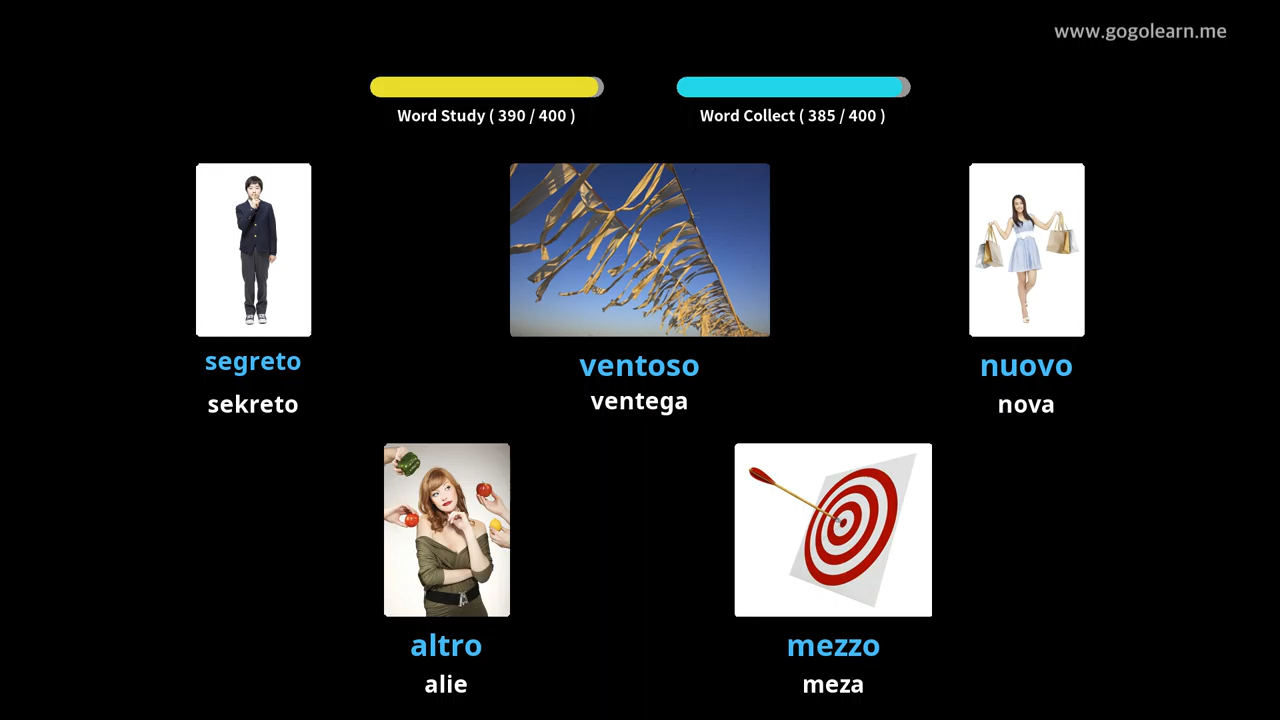 www.gogolearn.me
Word Study ( 390 / 400 )
Word Collect ( 385 / 400 )
segreto
sekreto
ventoso
ventega
nuovo
nova
altro
alie
mezzo
meza